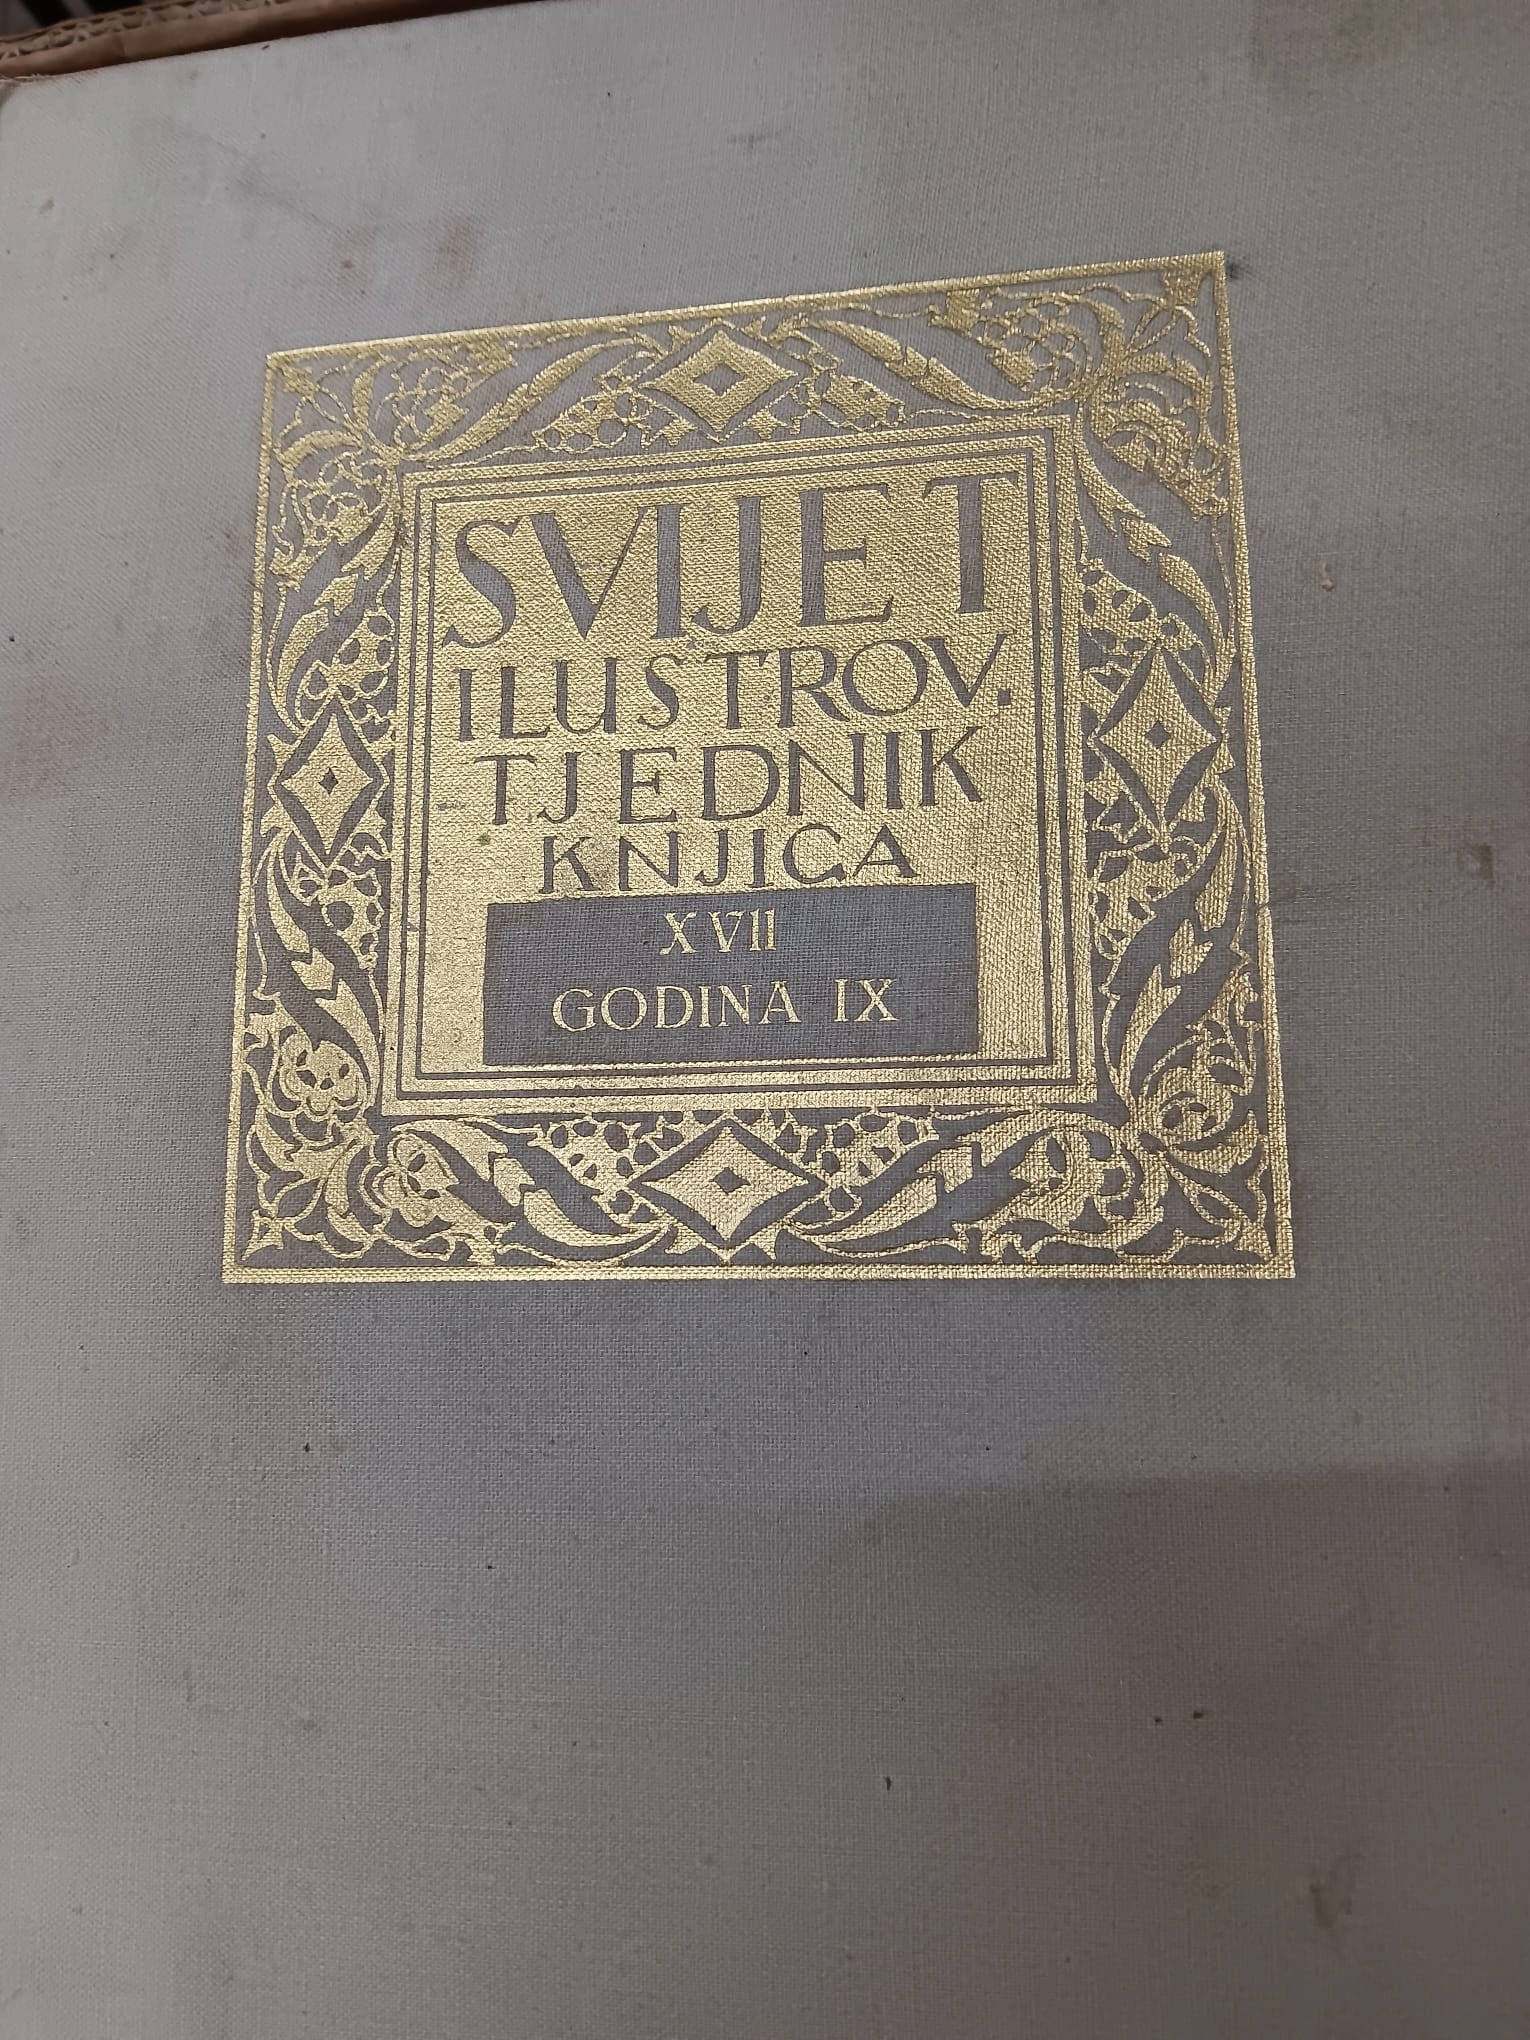 SVIJET
ILUSTROV.
TJEDNIK
KNJIGA
XVII
GODINA IX